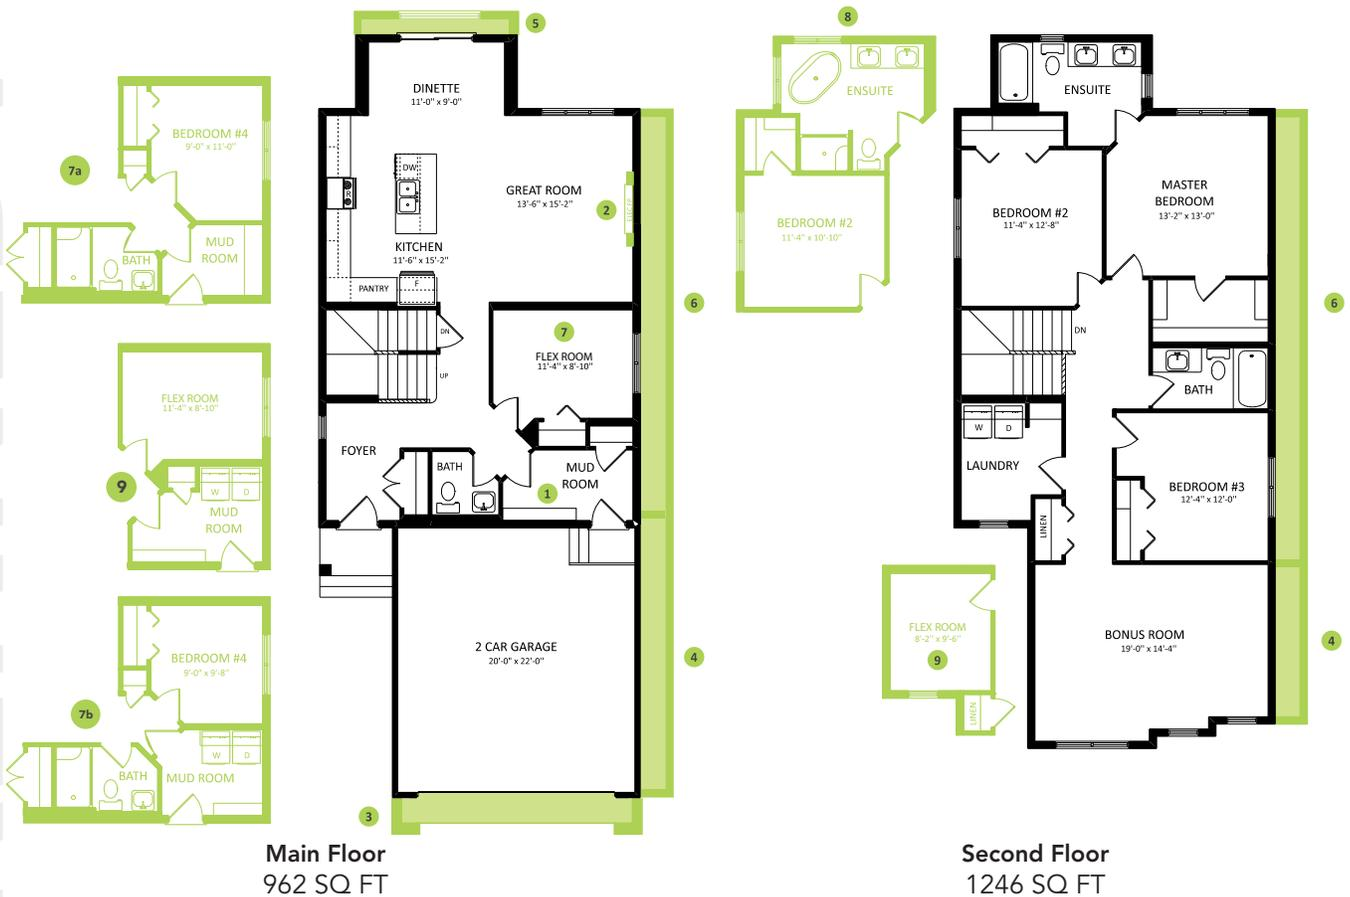 5
DINETTE
11'-0" x 9'-0"
DW
GREAT ROOM
13'-6" x 15'-2"
2
R
KITCHEN
11'-6" x 15'-2"
PANTRY
F
6
DN
7
FLEX ROOM
11'-4" x 8'-10"
UP
FOYER
BATH
MUD
ROOM
1
2 CAR GARAGE
20'-0" x 22'-0"
4
3
Main Floor
962 SQ FT
7a
BEDROOM #4
9'-0" x 11'-0"
BATH
MUD
ROOM
9
FLEX ROOM
11'-4" x 8'-10"
W
D
MUD
ROOM
7b
BEDROOM #4
9'-0" x 9'-8"
W
D
BATH
MUD ROOM
8
ENSUITE
BEDROOM #2
11'-4" x 10'-10"
ENSUITE
BEDROOM #2
11'-4" x 12'-8"
MASTER
BEDROOM
13'-2" x 13'-0"
6
DN
BATH
W
D
LAUNDRY
BEDROOM #3
12'-4" x 12'-0"
LINEN
FLEX ROOM
8'-2" x 9'-6"
9
LINEN
BONUS ROOM
19'-0" x 14'-4"
4
Second Floor
1246 SQ FT